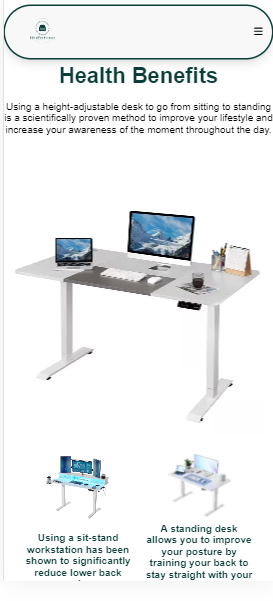 Health Benefits
Using a height-adjustable desk to go from sitting to standing
is a scientifically proven method to improve your lifestyle and
increase your awareness of the moment throughout the day.
Using a sit-stand
workstation has been
shown to significantly
reduce lower back
A standing desk
allows you to improve
your posture by
training your back to
stay straight with your